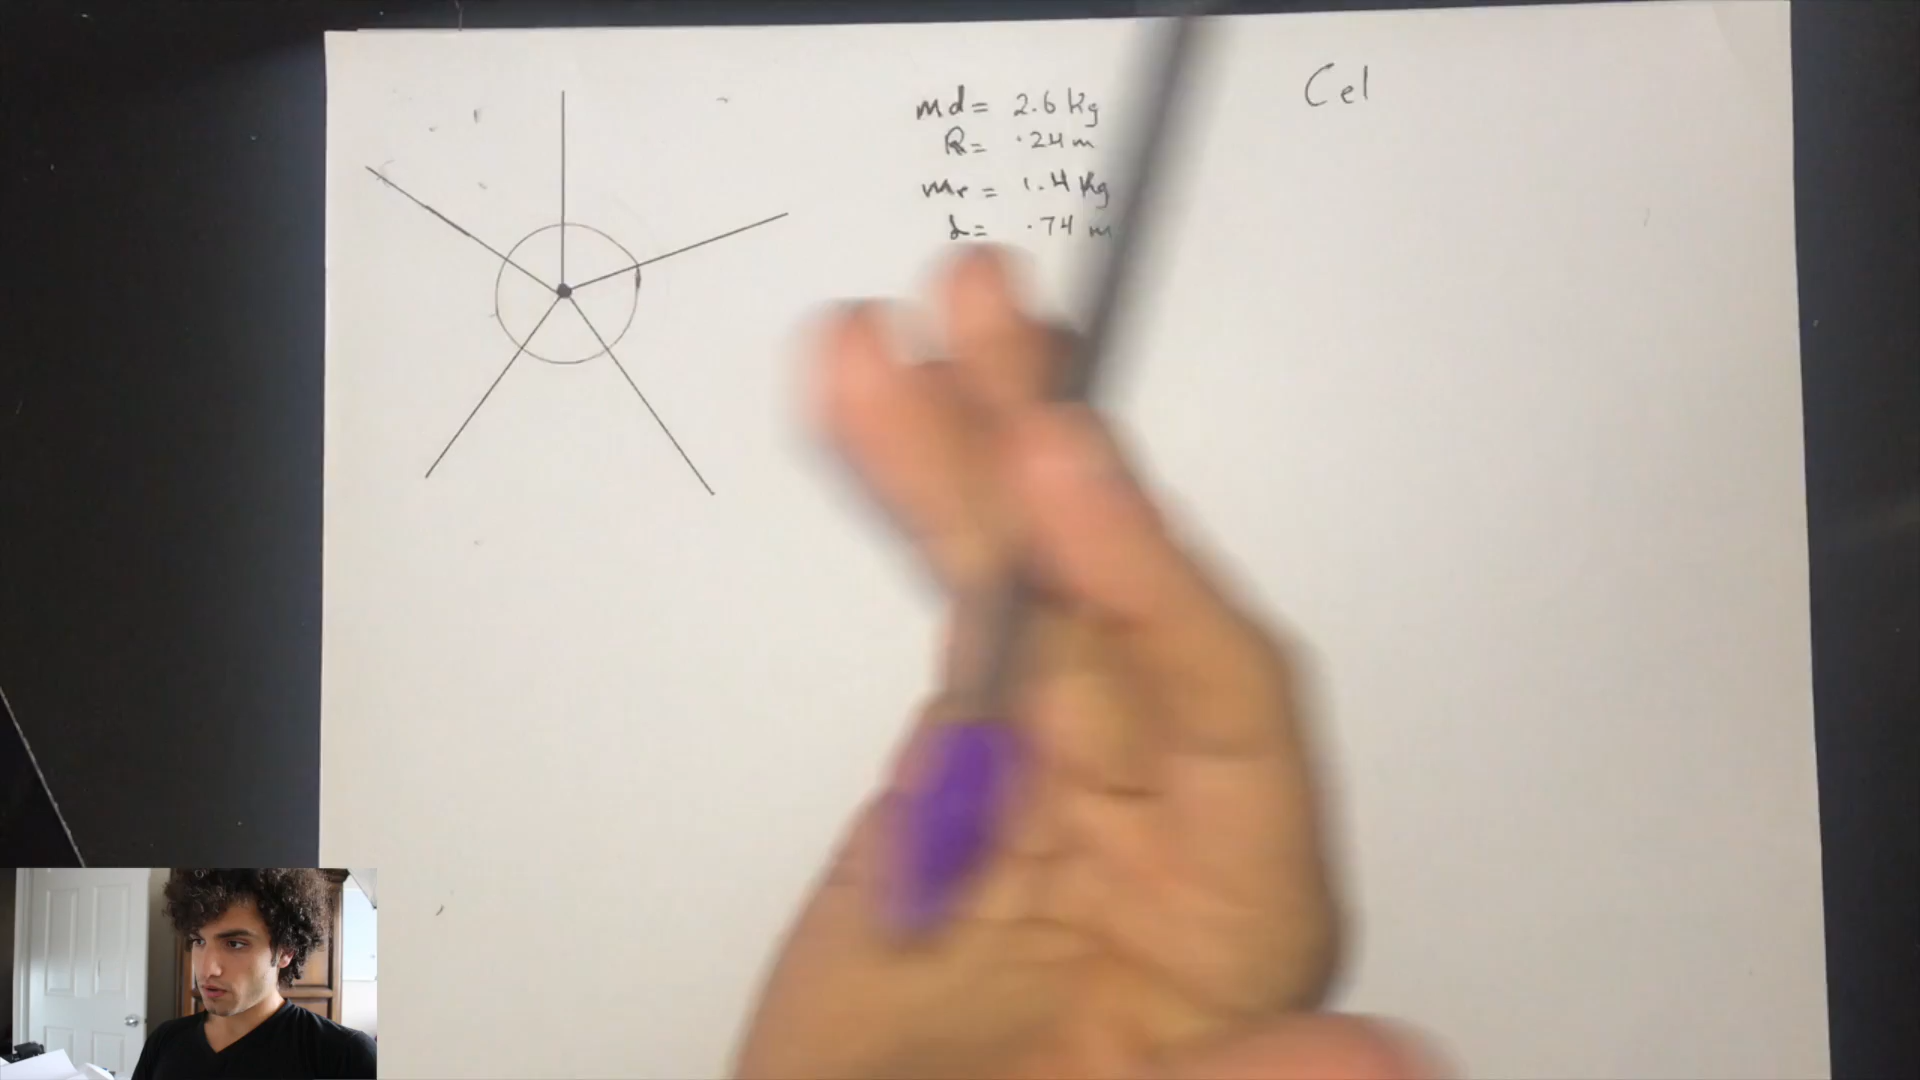 md = 2.6 kg
R = .24 m
mr = 1.4 kg
L = .74 m
Cel